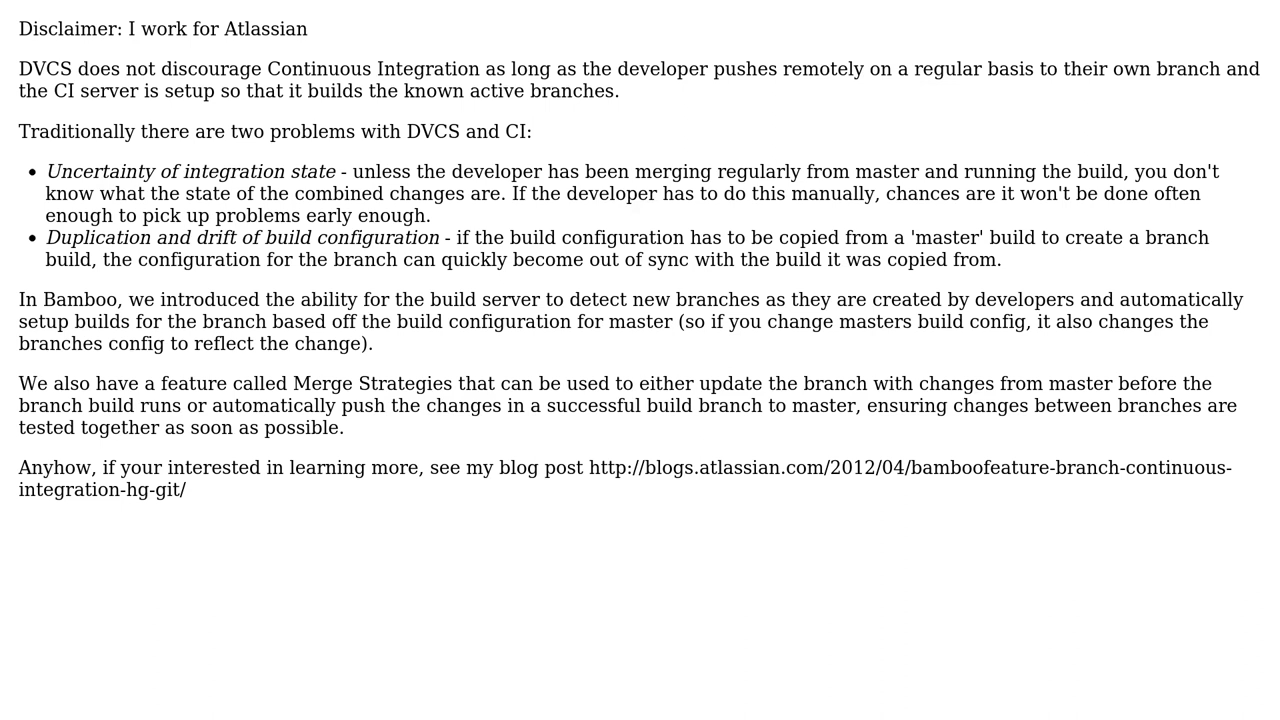 Disclaimer: I work for Atlassian
DVCS does not discourage Continuous Integration as long as the developer pushes remotely on a regular basis to their own branch and
the CI server is setup so that it builds the known active branches.
Traditionally there are two problems with DVCS and CI:
• Uncertainty of integration state - unless the developer has been merging regularly from master and running the build, you don't
know what the state of the combined changes are. If the developer has to do this manually, chances are it won't be done often
enough to pick up problems early enough.
• Duplication and drift of build configuration - if the build configuration has to be copied from a 'master' build to create a branch
build, the configuration for the branch can quickly become out of sync with the build it was copied from.
In Bamboo, we introduced the ability for the build server to detect new branches as they are created by developers and automatically
setup builds for the branch based off the build configuration for master (so if you change masters build config, it also changes the
branches config to reflect the change).
We also have a feature called Merge Strategies that can be used to either update the branch with changes from master before the
branch build runs or automatically push the changes in a successful build branch to master, ensuring changes between branches are
tested together as soon as possible.
Anyhow, if your interested in learning more, see my blog post http://blogs.atlassian.com/2012/04/bamboofeature-branch-continuous-
integration-hg-git/